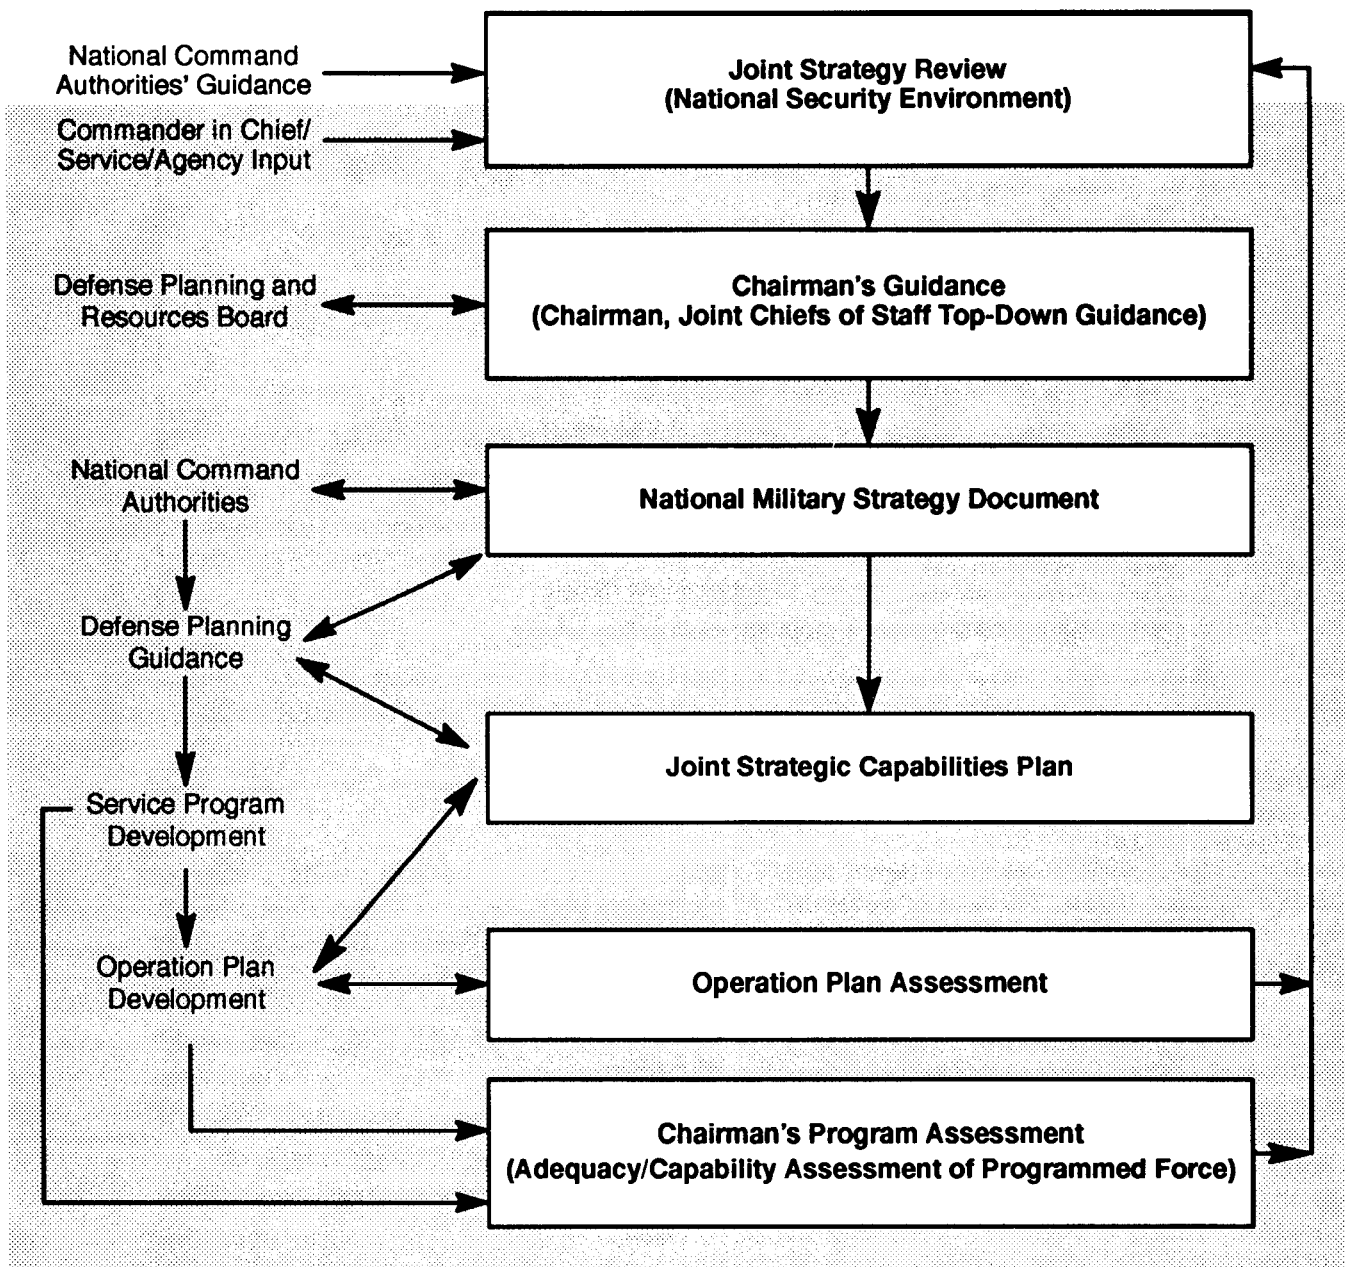 National Command
Authorities' Guidance
Joint Strategy Review
(National Security Environment)
Commander in Chief/
Service/Agency Input
Defense Planning and
Resources Board
Chairman's Guidance
(Chairman, Joint Chiefs of Staff Top-Down Guidance)
National Command
Authorities
National Military Strategy Document
Defense Planning
Guidance
Joint Strategic Capabilities Plan
Service Program
Development
Operation Plan
Development
Operation Plan Assessment
Chairman's Program Assessment
(Adequacy/Capability Assessment of Programmed Force)